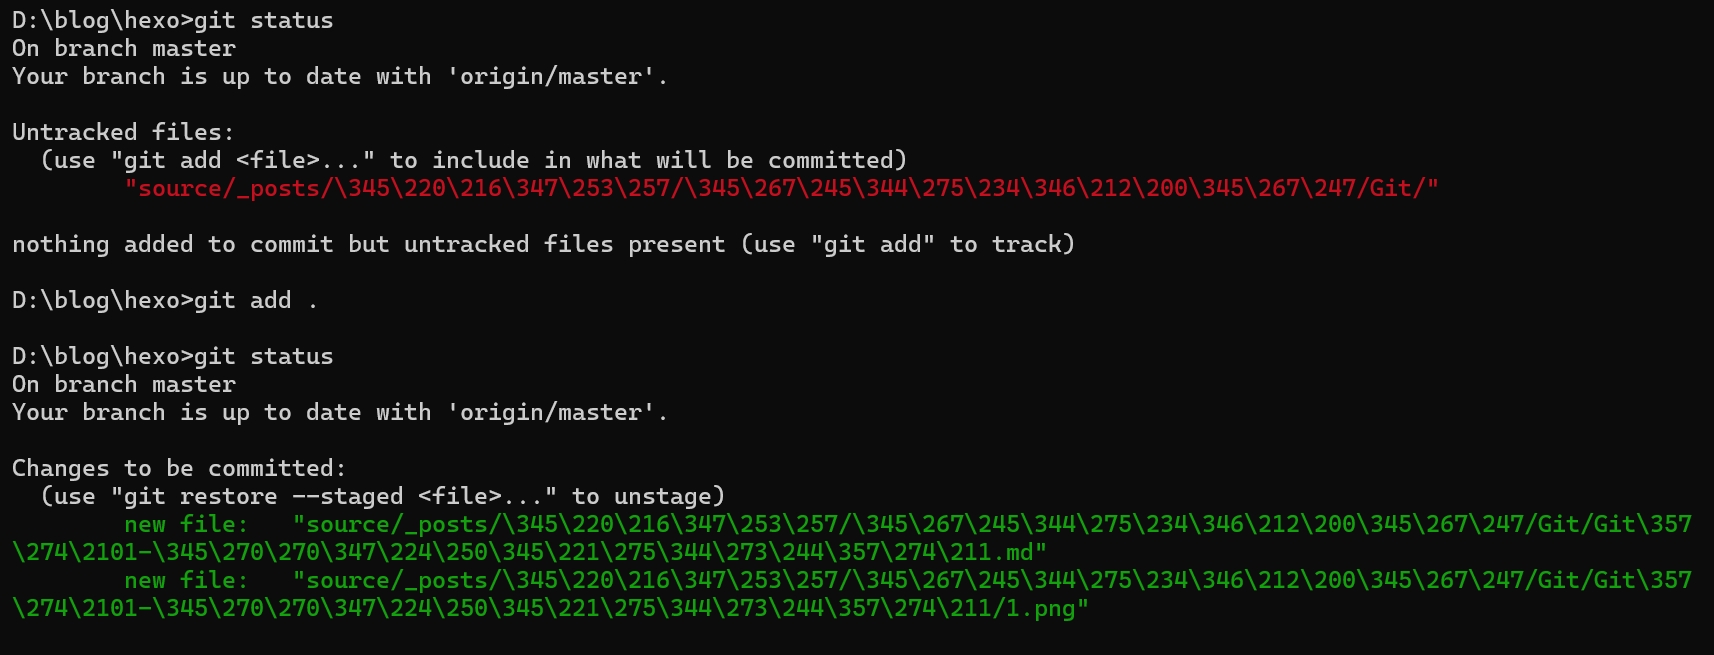 D:\blog\hexo>git status
On branch master
Your branch is up to date with 'origin/master'.
Untracked files:
(use "git add <file>..." to include in what will be committed)
"source/_posts/\345\220\216\347\253\257/\345\267\245\344\275\234\346\212\200\345\267\247/Git/"
nothing added to commit but untracked files present (use "git add" to track)
D:\blog\hexo>git add .
D:\blog\hexo>git status
On branch master
Your branch is up to date with 'origin/master'.
Changes to be committed:
(use "git restore --staged <file>..." to unstage)
new file:   "source/_posts/\345\220\216\347\253\257/\345\267\245\344\275\234\346\212\200\345\267\247/Git/Git\357
\274\2101-\345\270\270\347\224\250\345\221\275\344\273\244\357\274\211.md"
new file:   "source/_posts/\345\220\216\347\253\257/\345\267\245\344\275\234\346\212\200\345\267\247/Git/Git\357
\274\2101-\345\270\270\347\224\250\345\221\275\344\273\244\357\274\211/1.png"